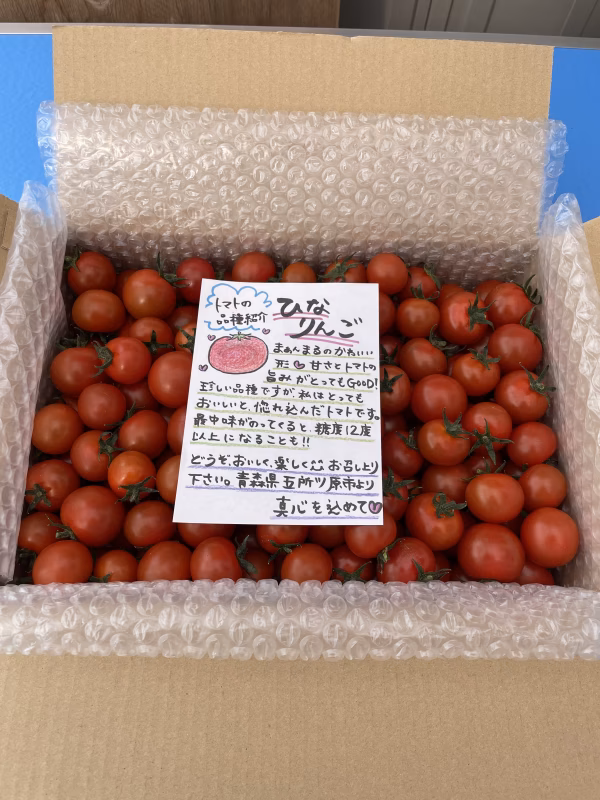 トマトの
品種紹介
ひな
りんご
まぁんまるのかわいい
形♥甘さとトマトの
旨みがとってもGOOD!
珍しい品種ですが、私はとっても
おいしいと、惚れ込んだトマトです。
最中味がのってくると、糖度12度
以上になることも!!
どうぞ、おいしく、楽しく お召し上り
下さい。青森県五所ツ原市より
真心を込めて♥